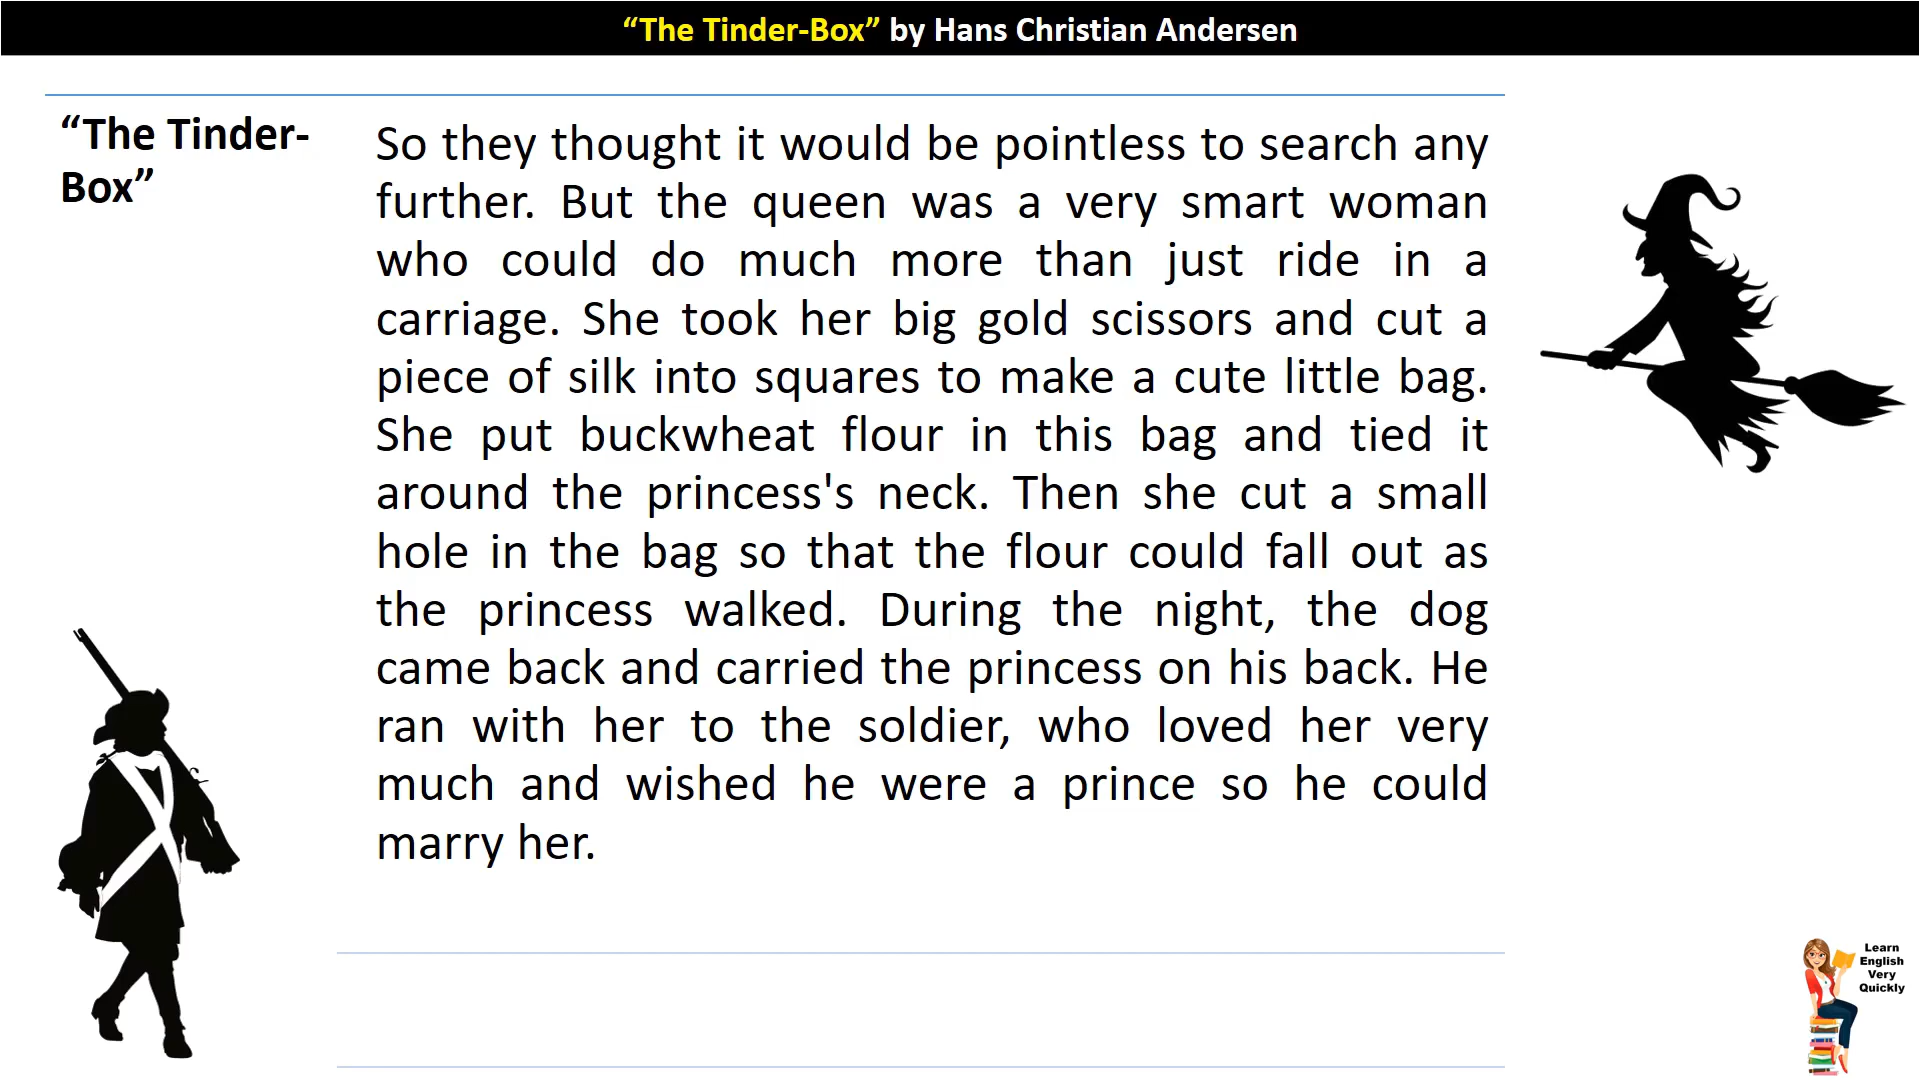 “The Tinder-Box” by Hans Christian Andersen
“The Tinder-
Box”
So they thought it would be pointless to search any
further. But the queen was a very smart woman
who could do much more than just ride in a
carriage. She took her big gold scissors and cut a
piece of silk into squares to make a cute little bag.
She put buckwheat flour in this bag and tied it
around the princess's neck. Then she cut a small
hole in the bag so that the flour could fall out as
the princess walked. During the night, the dog
came back and carried the princess on his back. He
ran with her to the soldier, who loved her very
much and wished he were a prince so he could
marry her.
Learn
English
Very
Quickly